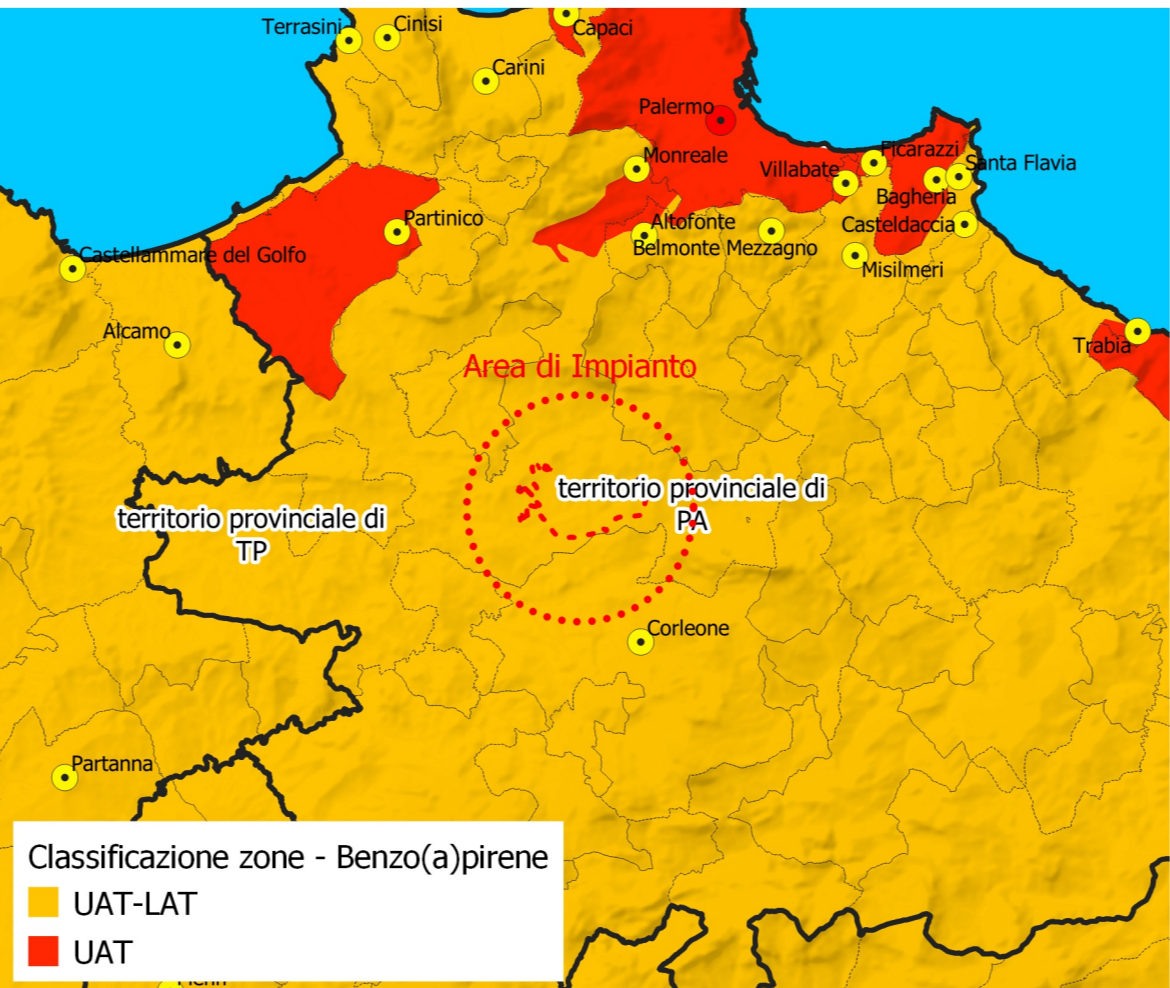 Terrasini
Cinisi
Capaci
Carini
Palermo
Monreale
Villabate
Ficarazzi
Santa Flavia
Bagheria
Partinico
Altofonte
Casteldaccia
Belmonte Mezzagno
Castellammare del Golfo
Misilmeri
Alcamo
Trabia
Area di Impianto
territorio provinciale di
PA
territorio provinciale di
TP
Corleone
Partanna
Classificazione zone - Benzo(a)pirene
UAT-LAT
UAT